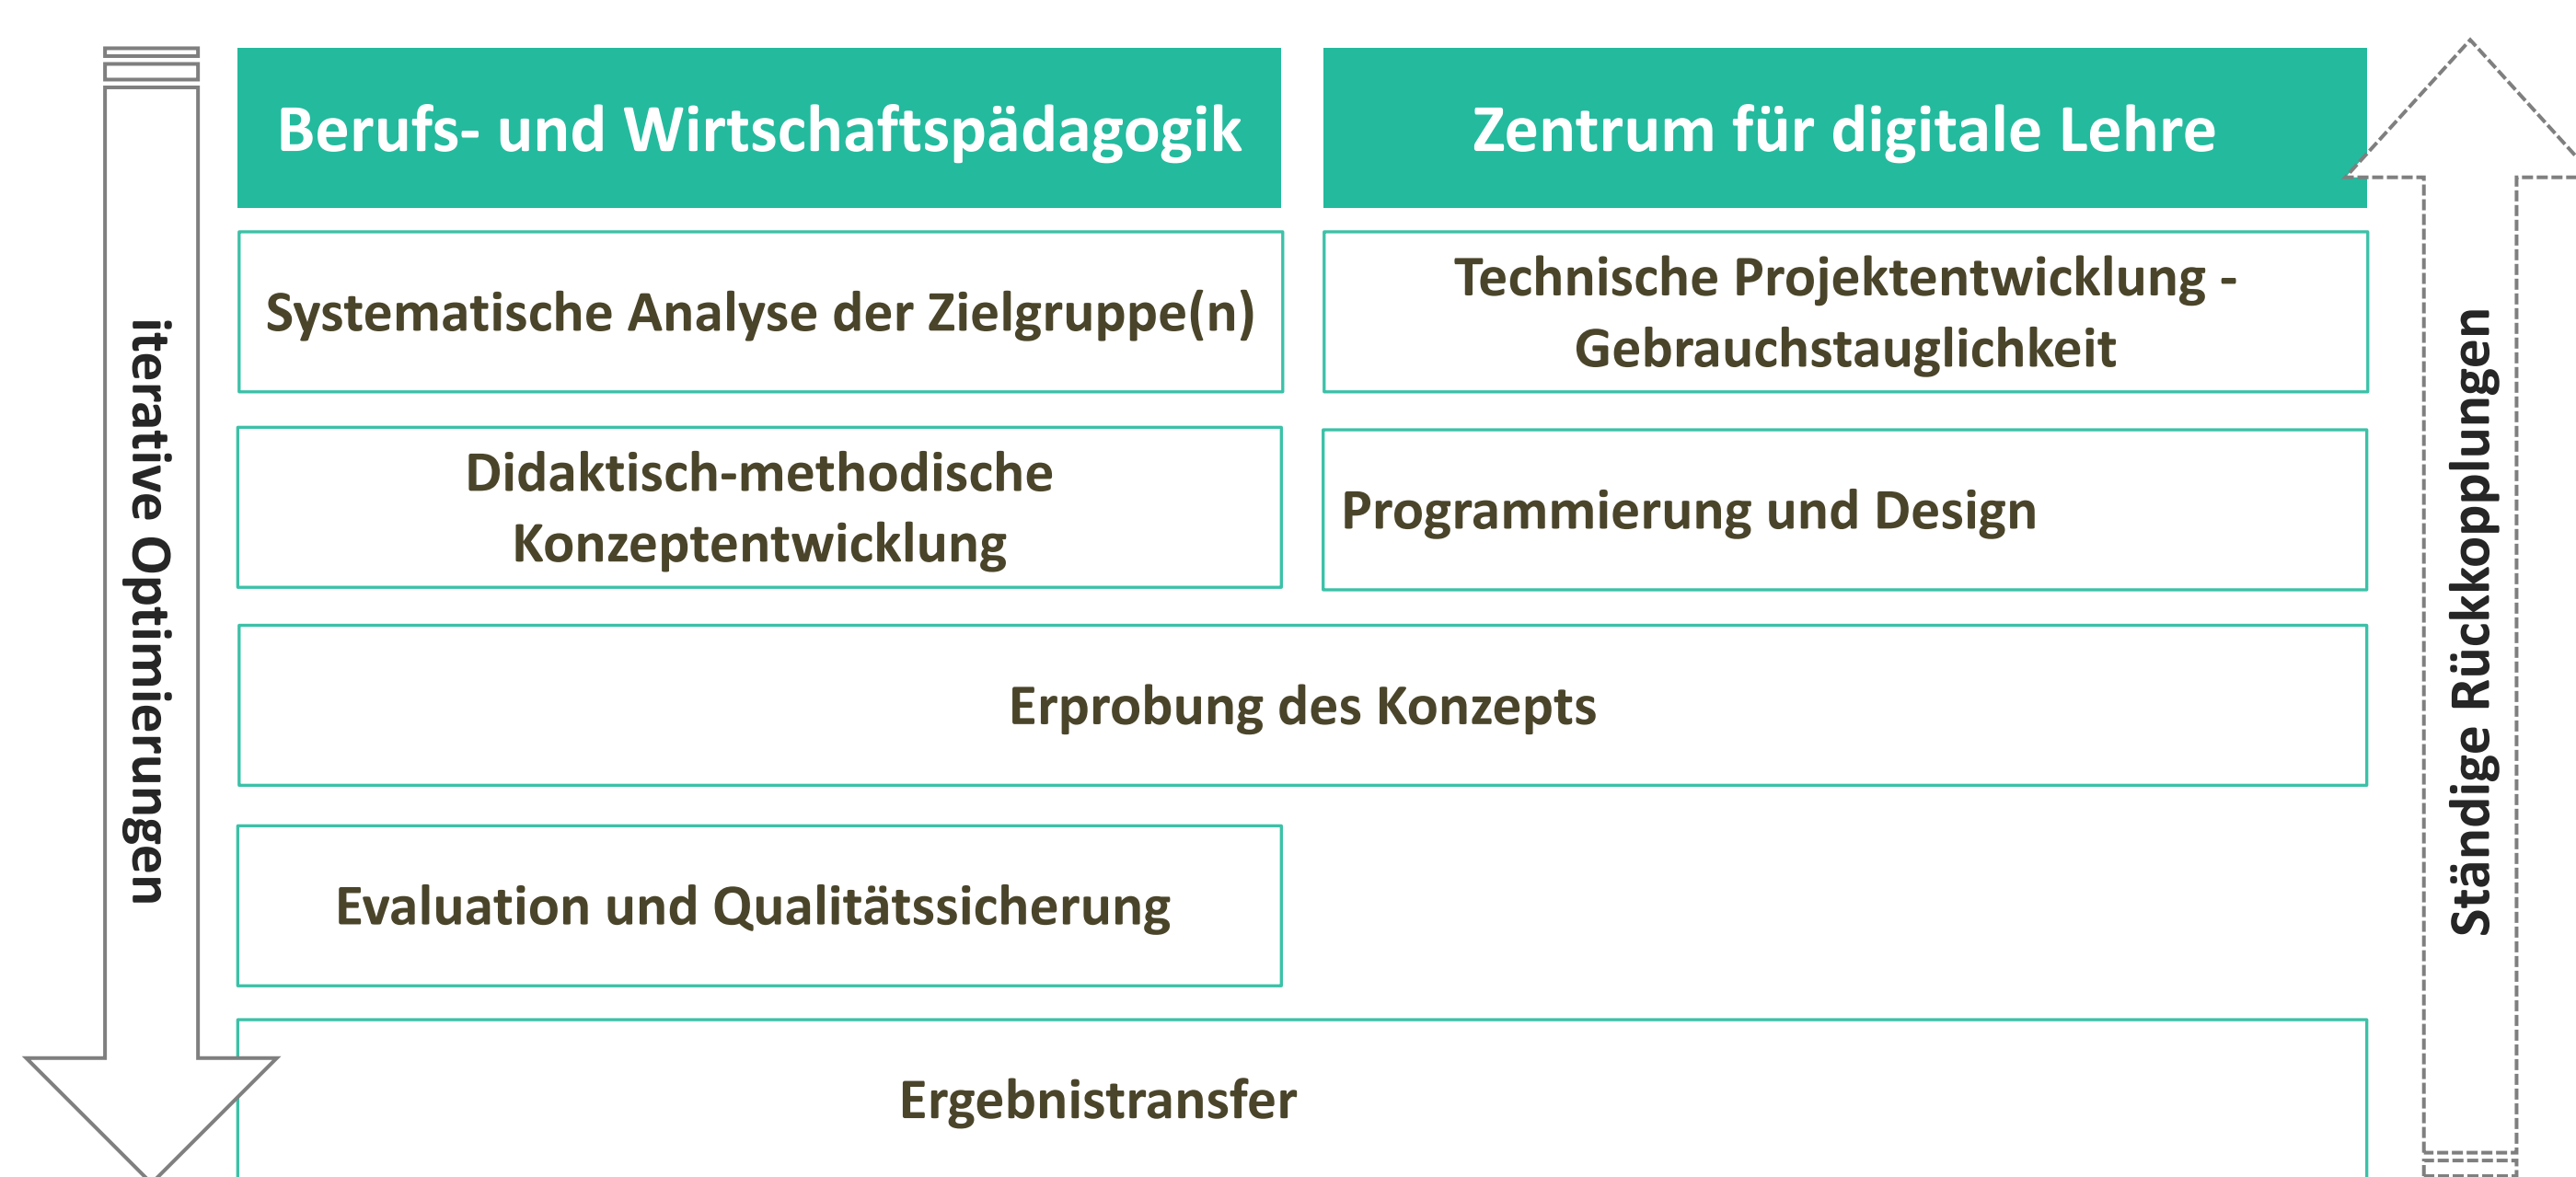 Berufs- und Wirtschaftspädagogik
Zentrum für digitale Lehre
iterative Optimierungen
Systematische Analyse der Zielgruppe(n)
Technische Projektentwicklung -
Gebrauchstauglichkeit
Didaktisch-methodische
Konzeptentwicklung
Programmierung und Design
Erprobung des Konzepts
Evaluation und Qualitätssicherung
Ergebnistransfer
Ständige Rückkopplungen